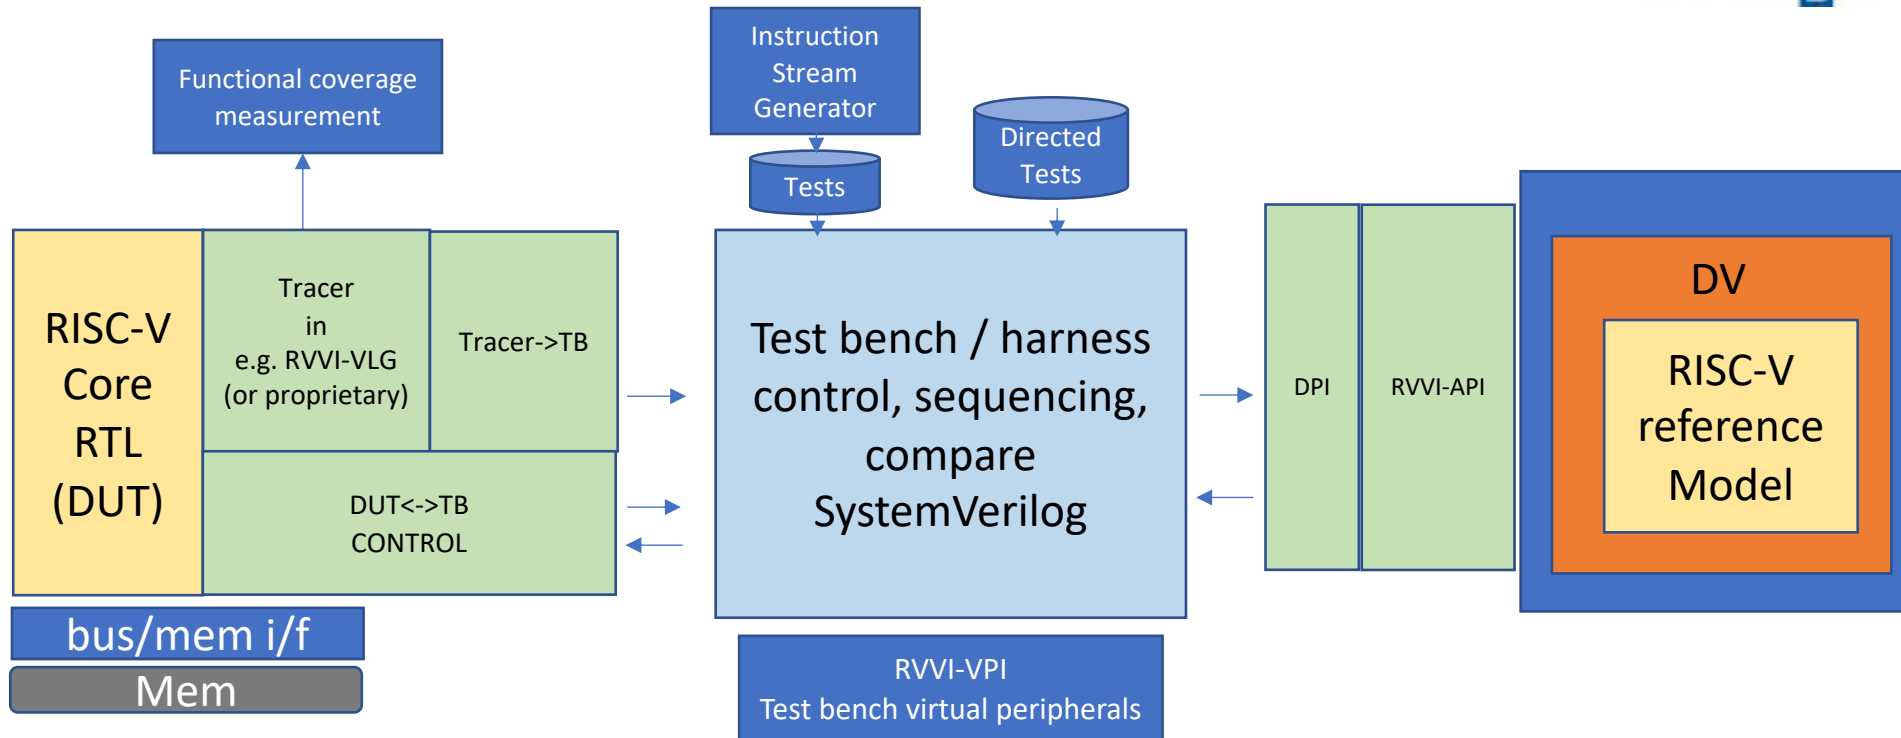 Functional coverage
measurement
Instruction
Stream
Generator
Tests
Directed
Tests
RISC-V
Core
RTL
(DUT)
Tracer
in
e.g. RVVI-VLG
(or proprietary)
Tracer->TB
DUT<->TB
CONTROL
bus/mem i/f
Mem
Test bench / harness
control, sequencing,
compare
SystemVerilog
RVVI-VPI
Test bench virtual peripherals
DPI
RVVI-API
DV
RISC-V
reference
Model